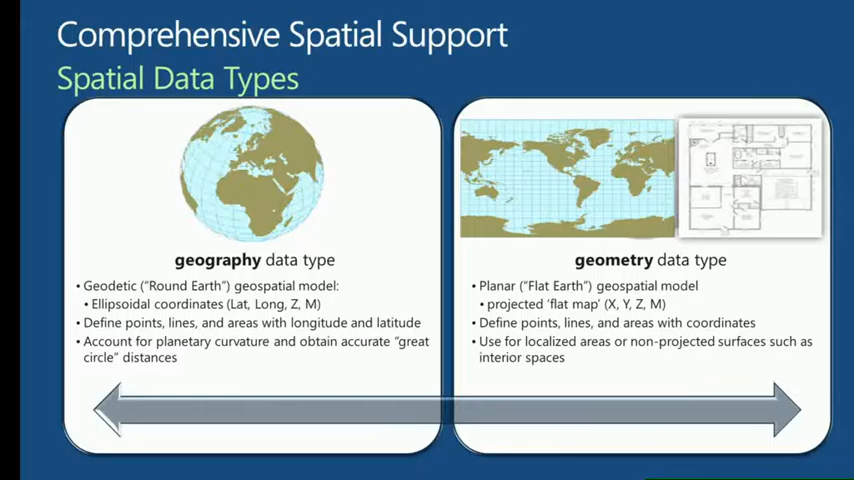 Comprehensive Spatial Support
Spatial Data Types
geography data type
• Geodetic (“Round Earth”) geospatial model:
• Ellipsoidal coordinates (Lat, Long, Z, M)
• Define points, lines, and areas with longitude and latitude
• Account for planetary curvature and obtain accurate “great
circle” distances
geometry data type
• Planar (“Flat Earth”) geospatial model
• projected ‘flat map’ (X, Y, Z, M)
• Define points, lines, and areas with coordinates
• Use for localized areas or non-projected surfaces such as
interior spaces